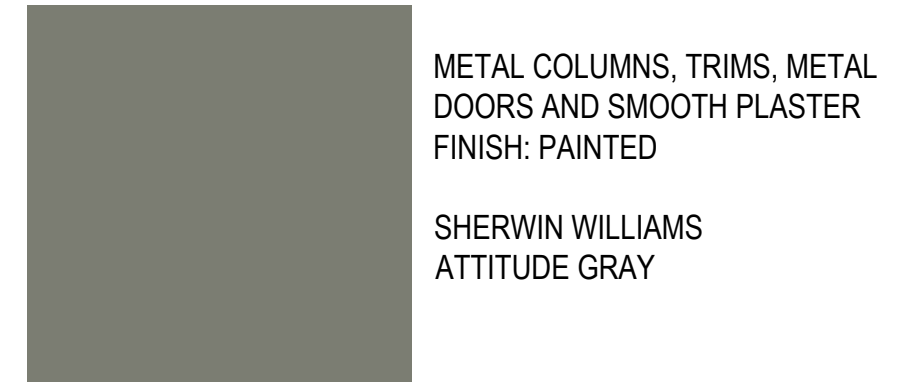 METAL COLUMNS, TRIMS, METAL
DOORS AND SMOOTH PLASTER
FINISH: PAINTED
SHERWIN WILLIAMS
ATTITUDE GRAY